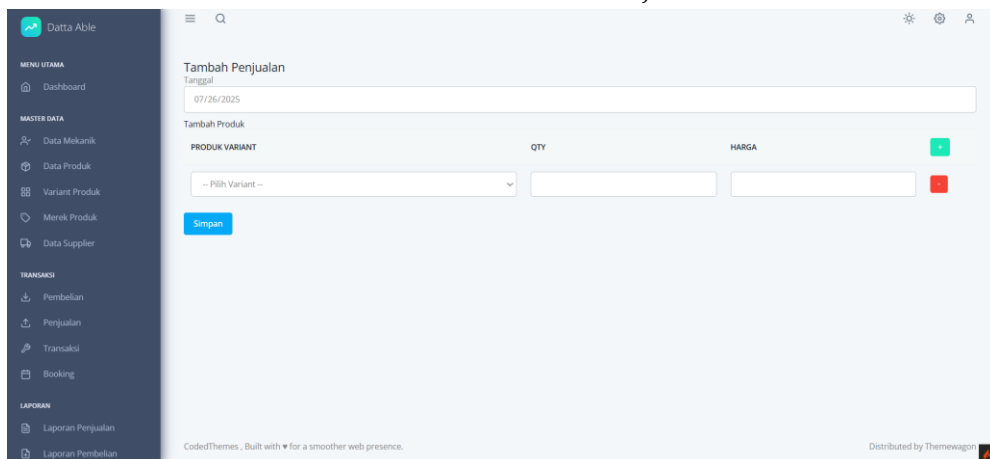 Datta Able
MENU UTAMA
Dashboard
MASTER DATA
Data Mekanik
Data Produk
Variant Produk
Merek Produk
Data Supplier
TRANSAKSI
Pembelian
Penjualan
Transaksi
Booking
LAPORAN
Laporan Penjualan
Laporan Pembelian
Tambah Penjualan
Tanggal
07/26/2025
Tambah Produk
PRODUK VARIANT QTY HARGA +
-- Pilih Variant -- -
Simpan
CodedThemes , Built with ♥ for a smoother web presence. Distributed by Themewagon